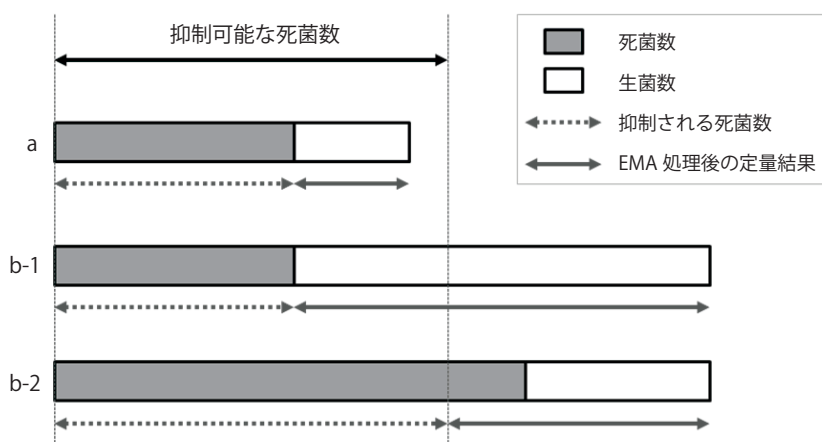 抑制可能な死菌数
死菌数
生菌数
抑制される死菌数
EMA 処理後の定量結果
a
b-1
b-2